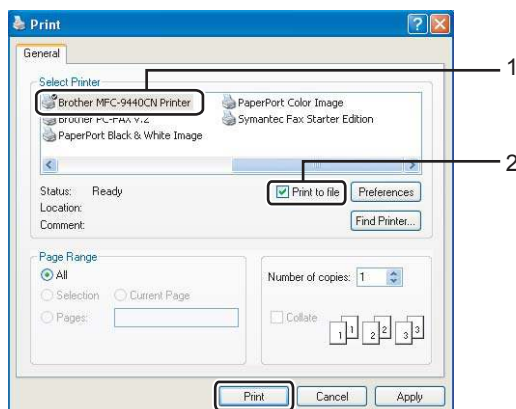 Print
General
1
Select Printer
Brother MFC-9440CN Printer
PaperPort Color Image
Brother PC-FAX v.2
Symantec Fax Starter Edition
PaperPort Black & White Image
2
Status: Ready
Print to file
Preferences
Location:
Comment:
Find Printer...
Page Range
All
Number of copies: 1
Selection
Current Page
Pages:
Collate
1 1 2 2 3 3
Print
Cancel
Apply